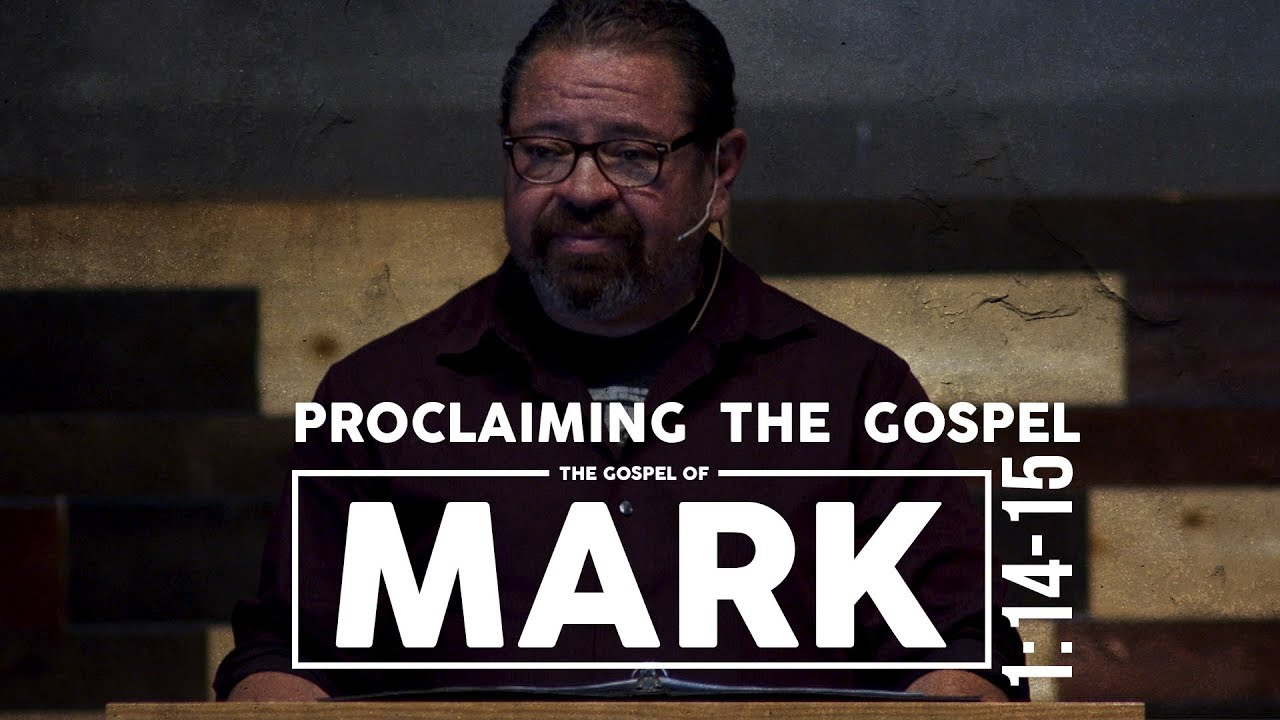 PROCLAIMING THE GOSPEL
THE GOSPEL OF
MARK
1:14-15